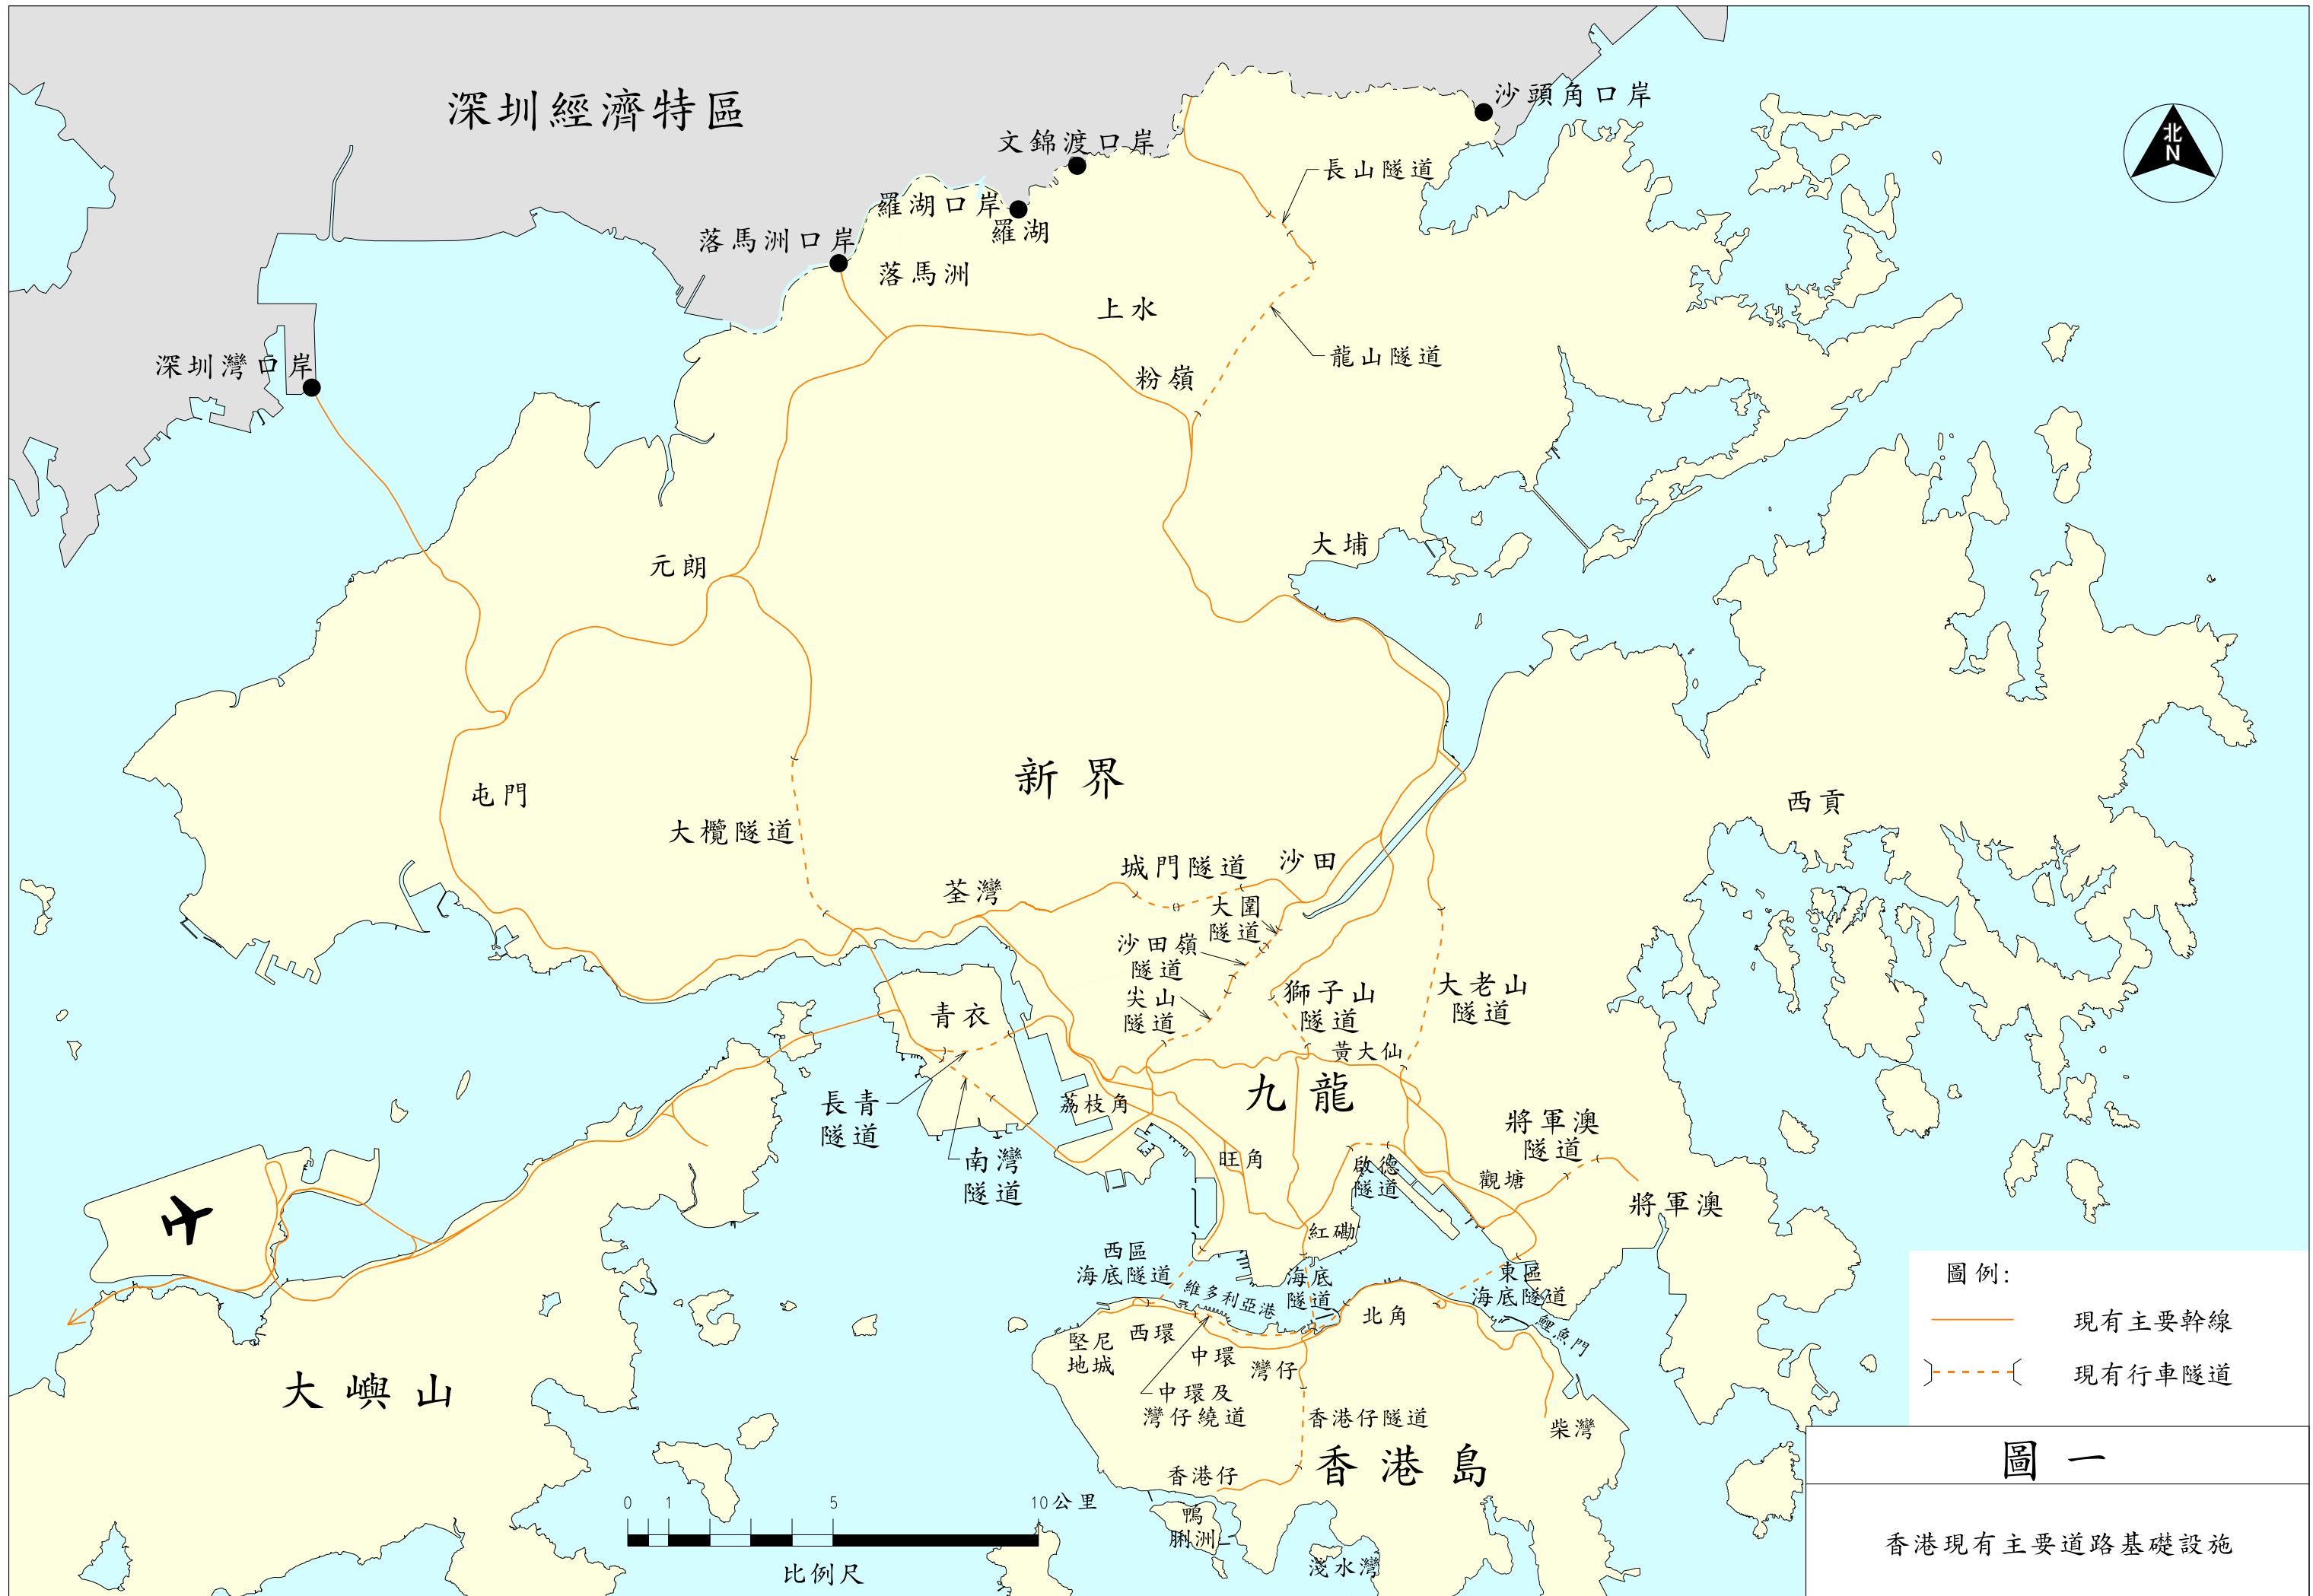 深圳經濟特區
沙頭角口岸
文錦渡口岸
北
N
長山隧道
羅湖口岸
羅湖
落馬洲口岸
落馬洲
上水
龍山隧道
深圳灣口岸
粉嶺
大埔
元朗
新界
屯門
西貢
大欖隧道
城門隧道
沙田
荃灣
大圍
隧道
沙田嶺
隧道
尖山
隧道
獅子山
隧道
大老山
隧道
青衣
黃大仙
九龍
長青
隧道
荔枝角
將軍澳
隧道
南灣
隧道
旺角
啟德
隧道
觀塘
將軍澳
紅磡
西區
海底隧道
維多利亞港
海底
隧道
東區
海底隧道
鯉魚門
北角
堅尼
地城
西環
中環
灣仔
中環及
灣仔繞道
香港仔隧道
柴灣
大嶼山
香港島
香港仔
鴨
脷洲
淺水灣
0 1 5 10公里
比例尺
圖例:
現有主要幹線
現有行車隧道
圖一
香港現有主要道路基礎設施